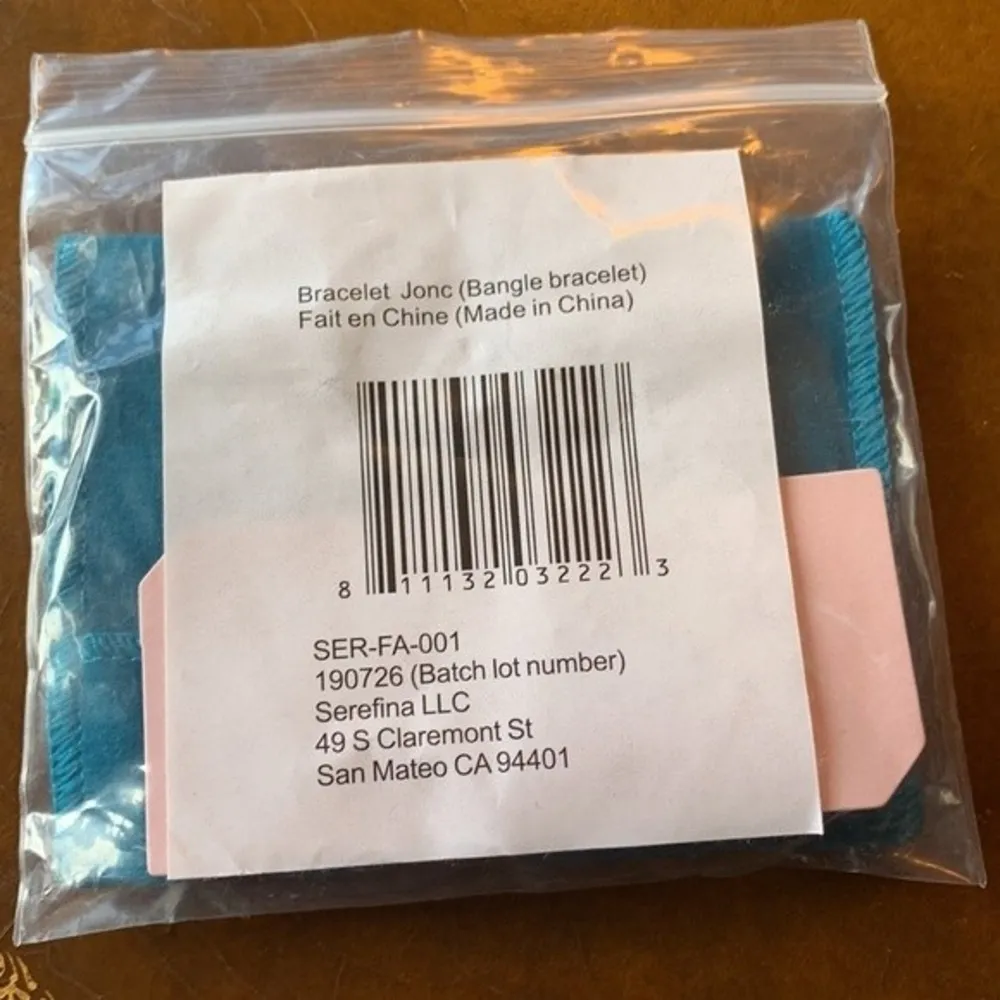 Bracelet Jonc (Bangle bracelet)
Fait en Chine (Made in China)
8 11132 03222 3
SER-FA-001
190726 (Batch lot number)
Serefina LLC
49 S Claremont St
San Mateo CA 94401